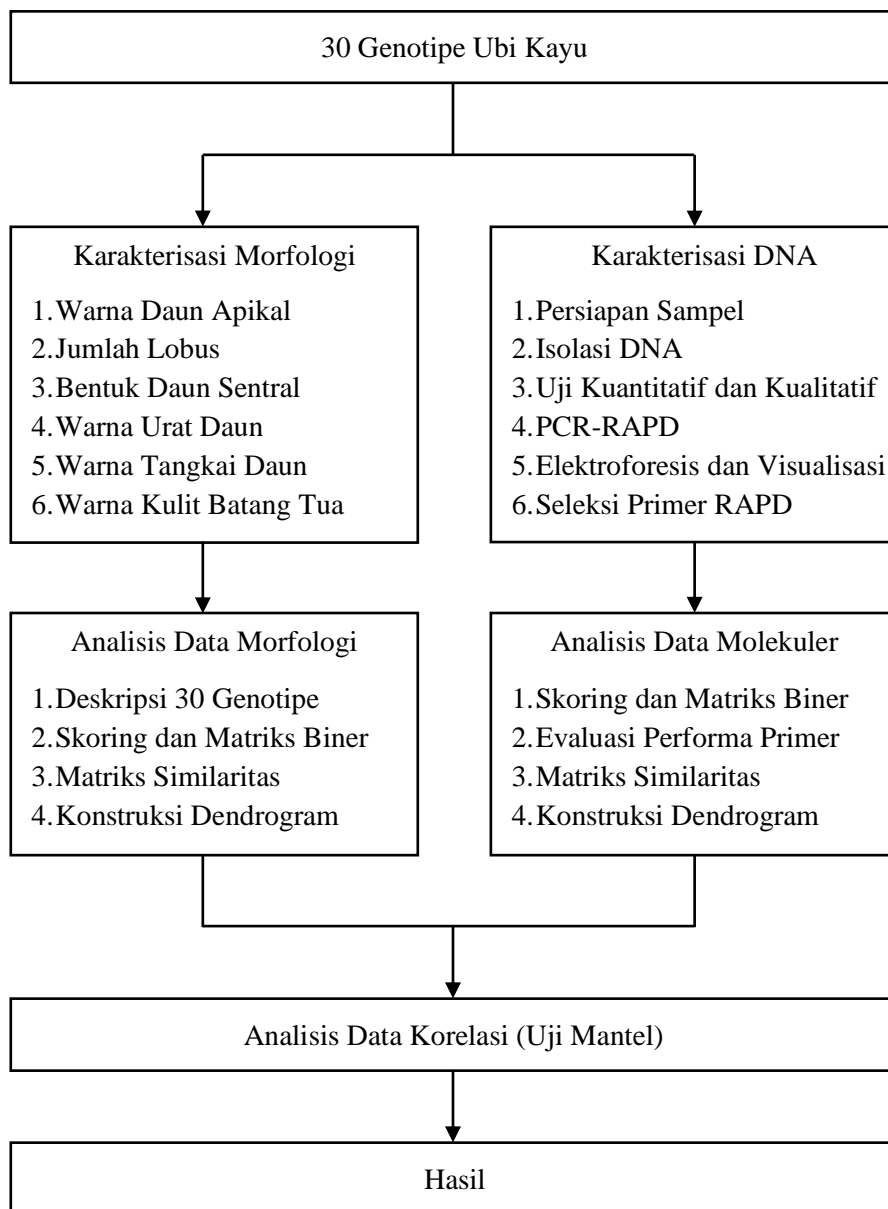 30 Genotipe Ubi Kayu
Karakterisasi Morfologi
1. Warna Daun Apikal
2. Jumlah Lobus
3. Bentuk Daun Sentral
4. Warna Urat Daun
5. Warna Tangkai Daun
6. Warna Kulit Batang Tua
Karakterisasi DNA
1. Persiapan Sampel
2. Isolasi DNA
3. Uji Kuantitatif dan Kualitatif
4. PCR-RAPD
5. Elektroforesis dan Visualisasi
6. Seleksi Primer RAPD
Analisis Data Morfologi
1. Deskripsi 30 Genotipe
2. Skoring dan Matriks Biner
3. Matriks Similaritas
4. Konstruksi Dendrogram
Analisis Data Molekuler
1. Skoring dan Matriks Biner
2. Evaluasi Performa Primer
3. Matriks Similaritas
4. Konstruksi Dendrogram
Analisis Data Korelasi (Uji Mantel)
Hasil